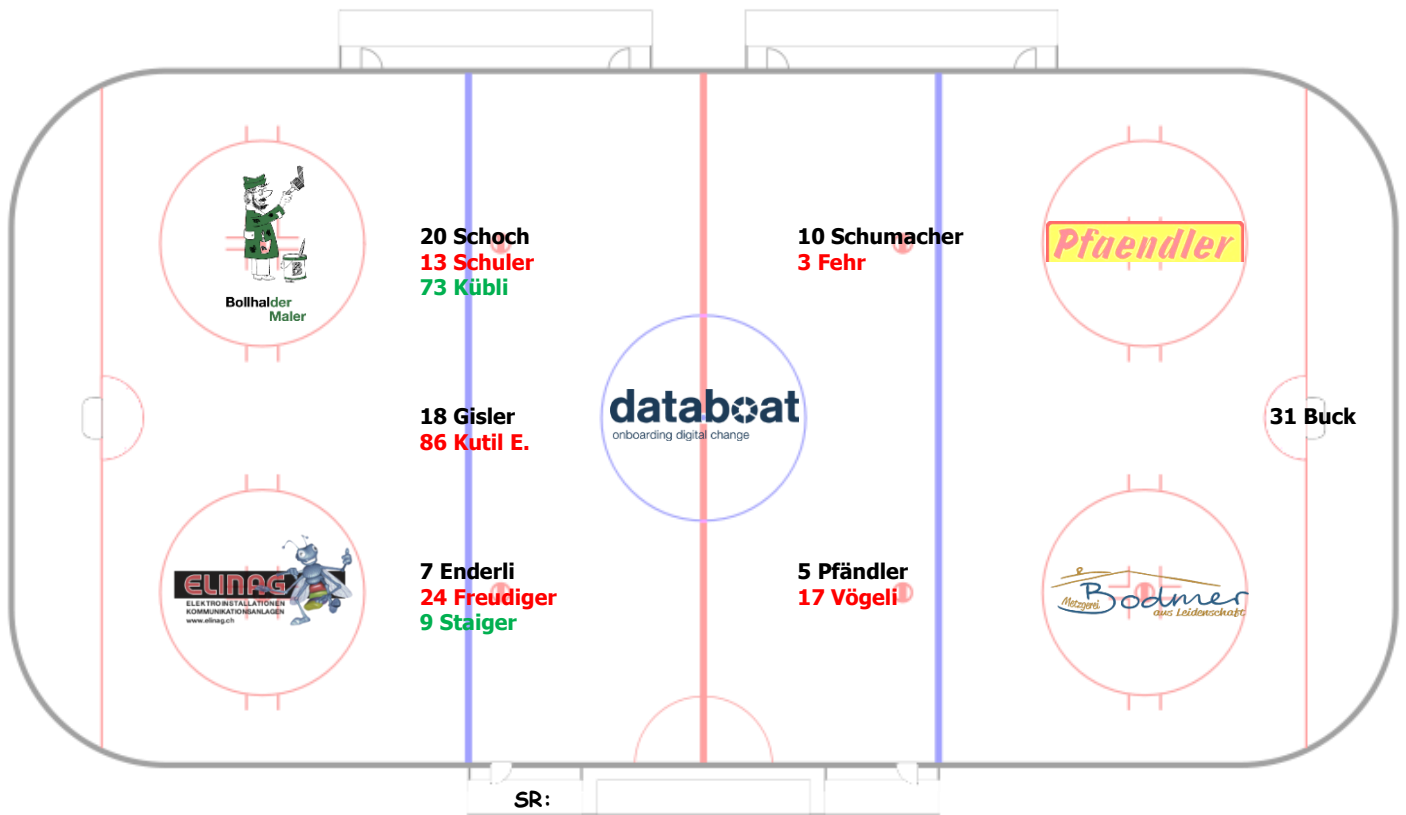 20 Schoch
13 Schuler
73 Kübli
10 Schumacher
3 Fehr
Pfaendler
Bollhalder
Maler
18 Gisler
86 Kutil E.
databoat
onboarding digital change
31 Buck
7 Enderli
24 Freudiger
9 Staiger
5 Pfändler
17 Vögeli
ELINAG
ELEKTROINSTALLATIONEN
KOMMUNIKATIONSANLAGEN
www.elinag.ch
Metzgerei
Bodmer
aus Leidenschaft
SR: